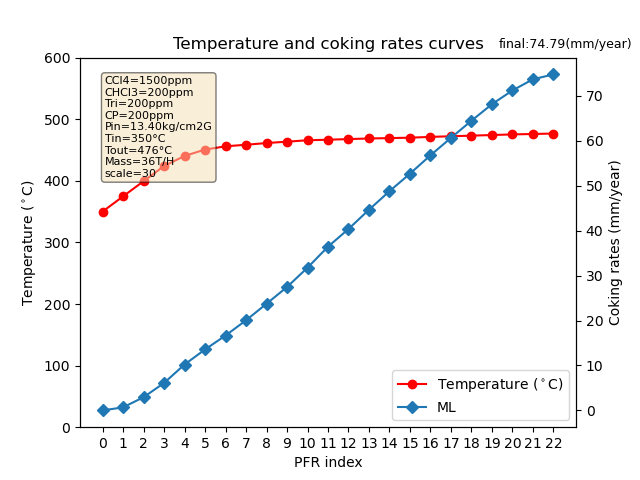 Temperature and coking rates curves
final:74.79(mm/year)
CCl4=1500ppm
CHCl3=200ppm
Tri=200ppm
CP=200ppm
Pin=13.40kg/cm2G
Tin=350°C
Tout=476°C
Mass=36T/H
scale=30
600
500
400
300
200
100
0
Temperature (°C)
70
60
50
40
30
20
10
0
Coking rates (mm/year)
Temperature (°C)
ML
0 1 2 3 4 5 6 7 8 9 10 11 12 13 14 15 16 17 18 19 20 21 22
PFR index